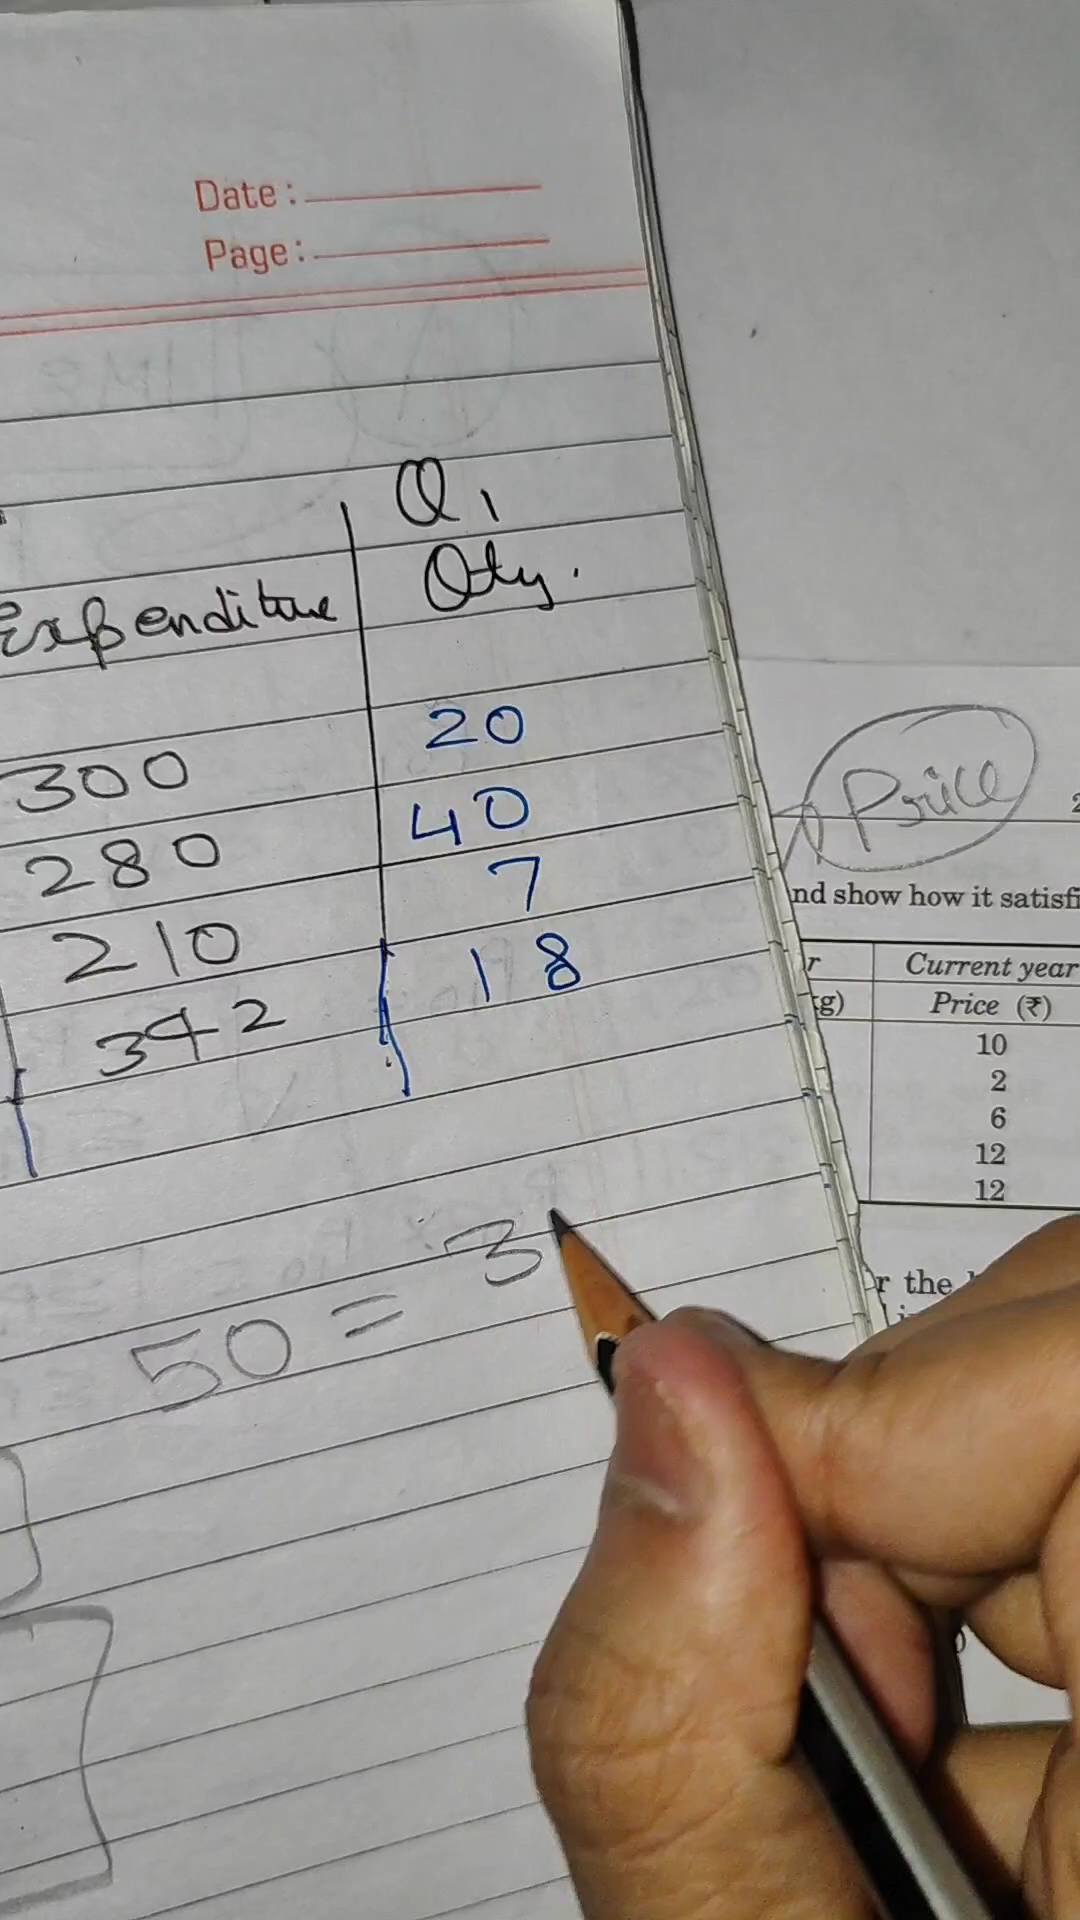 Date :
Page :
Q1
Expenditure Qty.
300 20
280 40
210 7
342 18
50 = 3
Price
nd show how it satisfi
r Current year
g) Price (₹)
10
2
6
12
12
r the